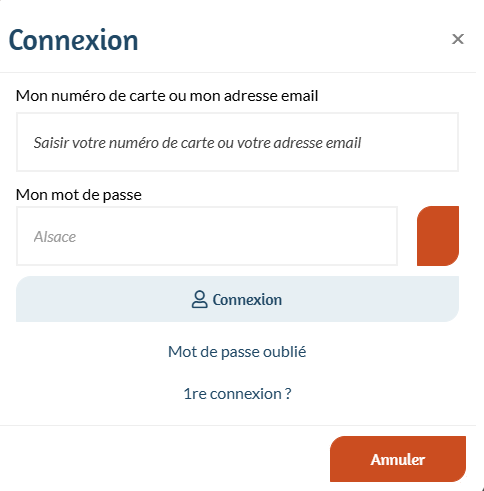 Connexion
×
Mon numéro de carte ou mon adresse email
Saisir votre numéro de carte ou votre adresse email
Mon mot de passe
Alsace
Connexion
Mot de passe oublié
1re connexion ?
Annuler